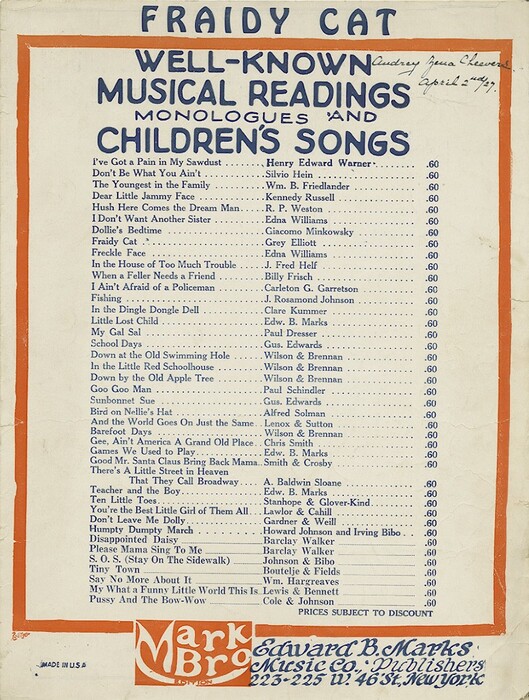 FRAIDY CAT
WELL-KNOWN
MUSICAL READINGS
MONOLOGUES AND
CHILDREN'S SONGS
Audrey Zena Cheevers
April 2nd/27.
I've Got a Pain in My Sawdust ....... Henry Edward Warner ....... .60
Don't Be What You Ain't ....... Silvio Hein ....... .60
The Youngest in the Family ....... Wm. B. Friedlander ....... .60
Dear Little Jammy Face ....... Kennedy Russell ....... .60
Hush Here Comes the Dream Man .... R. P. Weston ....... .60
I Don't Want Another Sister ....... Edna Williams ....... .60
Dollie's Bedtime ....... Giacomo Minkowsky ....... .60
Fraidy Cat ....... Grey Elliott ....... .60
Freckle Face ....... Edna Williams ....... .60
In the House of Too Much Trouble .... J. Fred Helf ....... .60
When a Feller Needs a Friend ....... Billy Frisch ....... .60
I Ain't Afraid of a Policeman ....... Carleton G. Garretson ....... .60
Fishing ....... J. Rosamond Johnson ....... .60
In the Dingle Dongle Dell ....... Clare Kummer ....... .60
Little Lost Child ....... Edw. B. Marks ....... .60
My Gal Sal ....... Paul Dresser ....... .60
School Days ....... Gus. Edwards ....... .60
Down at the Old Swimming Hole .... Wilson & Brennan ....... .60
In the Little Red Schoolhouse ....... Wilson & Brennan ....... .60
Down by the Old Apple Tree ....... Wilson & Brennan ....... .60
Goo Goo Man ....... Paul Schindler ....... .60
Sunbonnet Sue ....... Gus. Edwards ....... .60
Bird on Nellie's Hat ....... Alfred Solman ....... .60
And the World Goes On Just the Same.. Lenox & Sutton ....... .60
Barefoot Days ....... Wilson & Brennan ....... .60
Gee, Ain't America A Grand Old Place.. Chris Smith ....... .60
Games We Used to Play ....... Edw. B. Marks ....... .60
Good Mr. Santa Claus Bring Back Mama.. Smith & Crosby ....... .60
There's A Little Street in Heaven
That They Call Broadway.... A. Baldwin Sloane ....... .60
Teacher and the Boy ....... Edw. B. Marks ....... .60
Ten Little Toes ....... Stanhope & Glover-Kind ....... .60
You're the Best Little Girl of Them All.. Lawlor & Cahill ....... .60
Don't Leave Me Dolly ....... Gardner & Weill ....... .60
Humpty Dumpty March ....... Howard Johnson and Irving Bibo .. .60
Disappointed Daisy ....... Barclay Walker ....... .60
Please Mama Sing To Me ....... Barclay Walker ....... .60
S. O. S. (Stay On The Sidewalk) ....... Johnson & Bibo ....... .60
Tiny Town ....... Boutelje & Fields ....... .60
Say No More About It ....... Wm. Hargreaves ....... .60
My What a Funny Little World This Is.. Lewis & Bennett ....... .60
Pussy And The Bow-Wow ....... Cole & Johnson ....... .60
PRICES SUBJECT TO DISCOUNT
MADE IN U.S.A
Mark
Bro
EDITION
Edward B. Marks
Music Co., Publishers
223-225 W. 46 St, New York